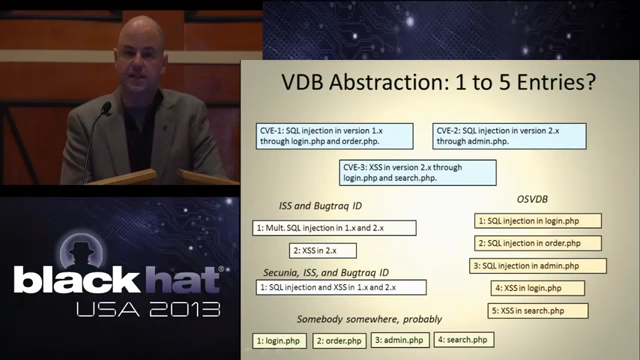 VDB Abstraction: 1 to 5 Entries?
CVE-1: SQL injection in version 1.x
through login.php and order.php.
CVE-2: SQL injection in version 2.x
through admin.php.
CVE-3: XSS in version 2.x through
login.php and search.php.
ISS and Bugtraq ID
1: Mult. SQL injection in 1.x and 2.x
2: XSS in 2.x
Secunia, ISS, and Bugtraq ID
1: SQL injection and XSS in 1.x and 2.x
OSVDB
1: SQL injection in login.php
2: SQL injection in order.php
3: SQL injection in admin.php
4: XSS in login.php
5: XSS in search.php
Somebody somewhere, probably
1: login.php
2: order.php
3: admin.php
4: search.php
black hat®
USA 2013